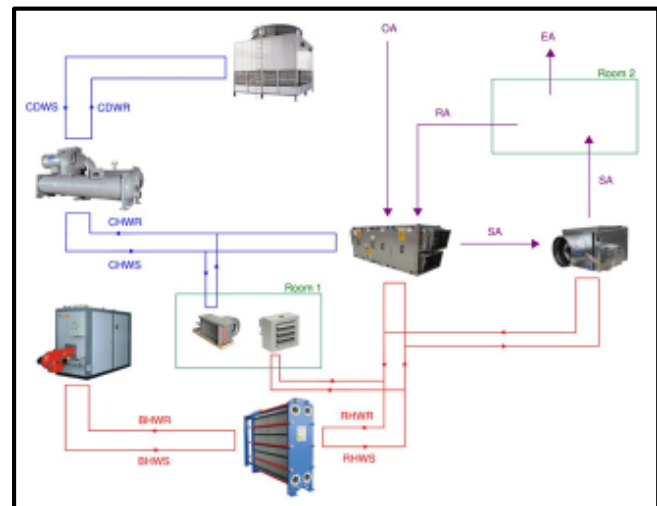 OA
EA
Room 2
CDWS
CDWR
RA
SA
CHWR
SA
CHWS
Room 1
BHWR
RHWR
BHWS
RHWS